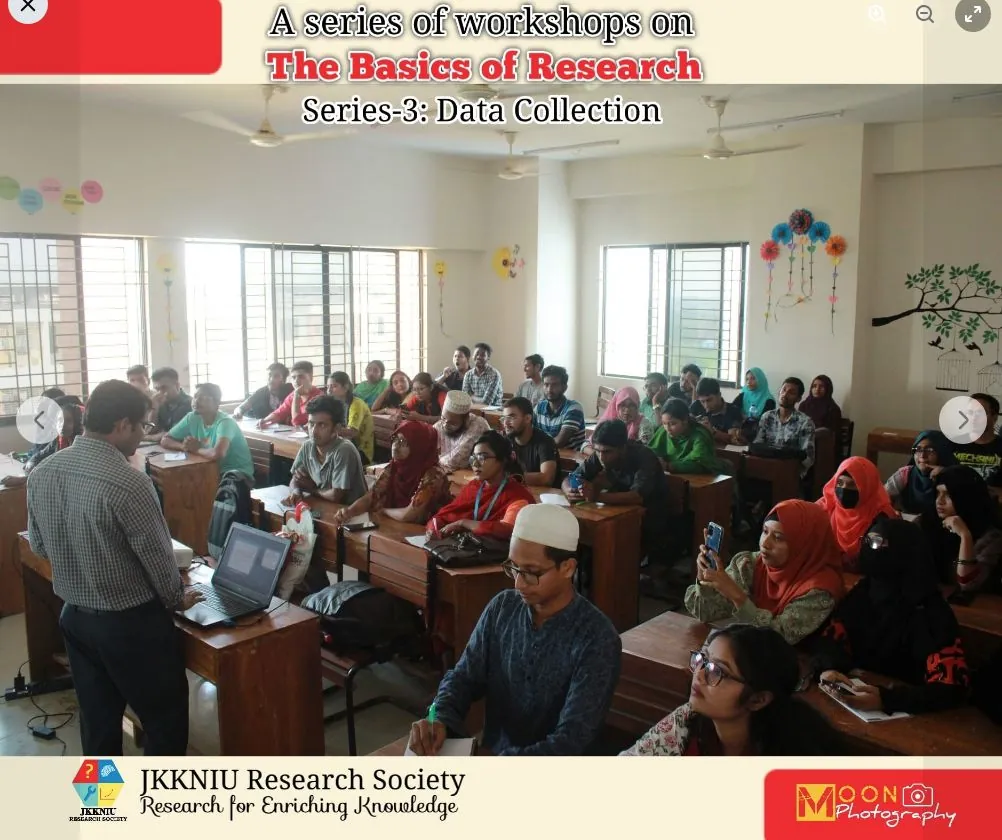 A series of workshops on
The Basics of Research
Series-3: Data Collection
JKKNIU
RESEARCH SOCIETY
JKKNIU Research Society
Research for Enriching Knowledge
MOON
Photography